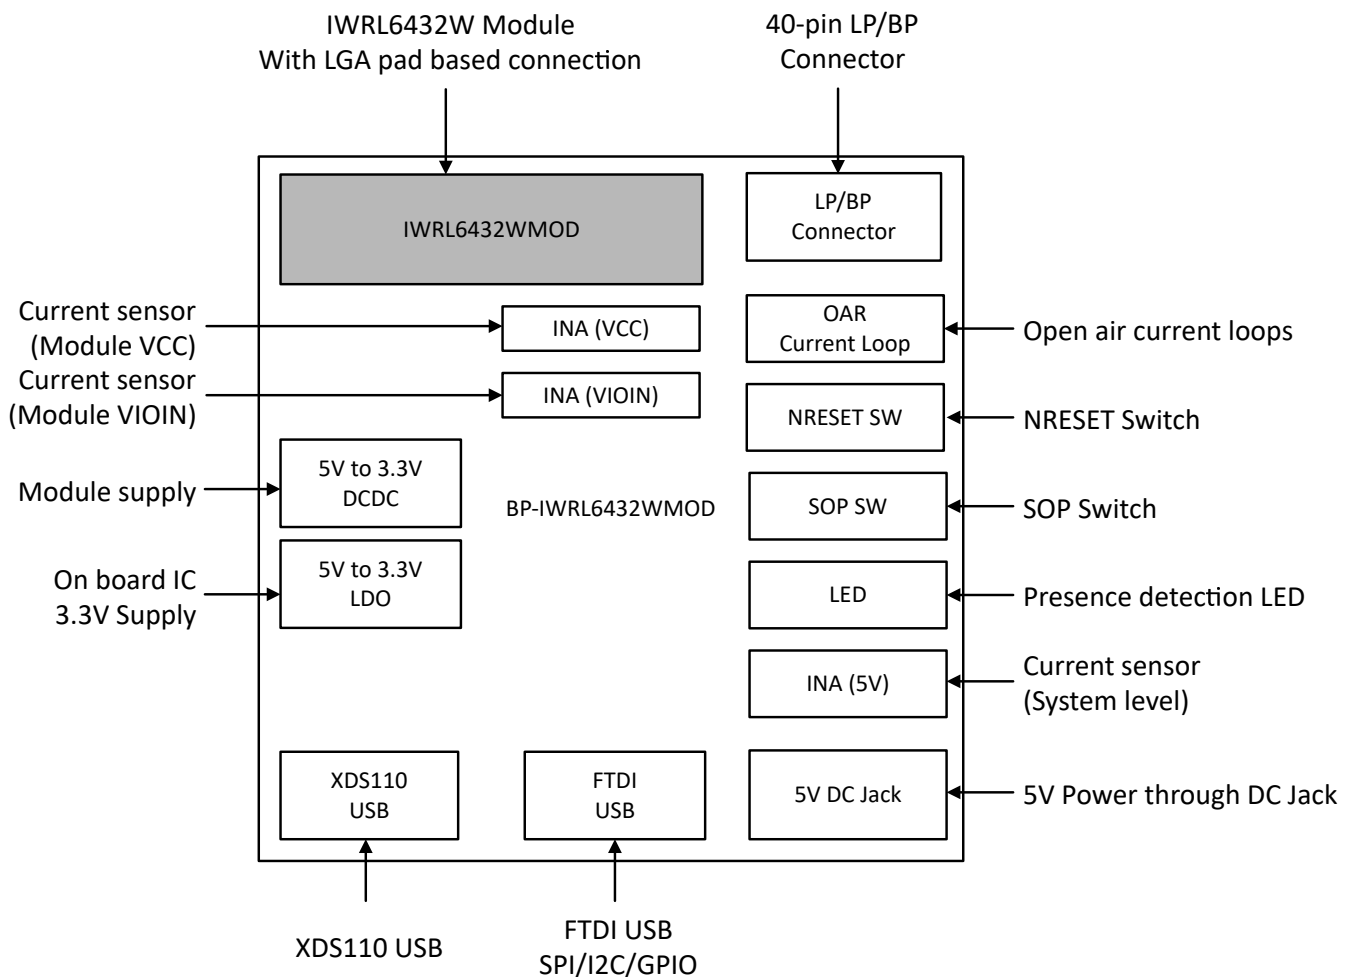 IWRL6432W Module
With LGA pad based connection
40-pin LP/BP
Connector
IWRL6432WMOD
LP/BP
Connector
Current sensor
(Module VCC)
INA (VCC)
OAR
Current Loop
Open air current loops
Current sensor
(Module VIOIN)
INA (VIOIN)
NRESET SW
NRESET Switch
Module supply
5V to 3.3V
DCDC
BP-IWRL6432WMOD
SOP SW
SOP Switch
On board IC
3.3V Supply
5V to 3.3V
LDO
LED
Presence detection LED
INA (5V)
Current sensor
(System level)
XDS110
USB
FTDI
USB
5V DC Jack
5V Power through DC Jack
XDS110 USB
FTDI USB
SPI/I2C/GPIO